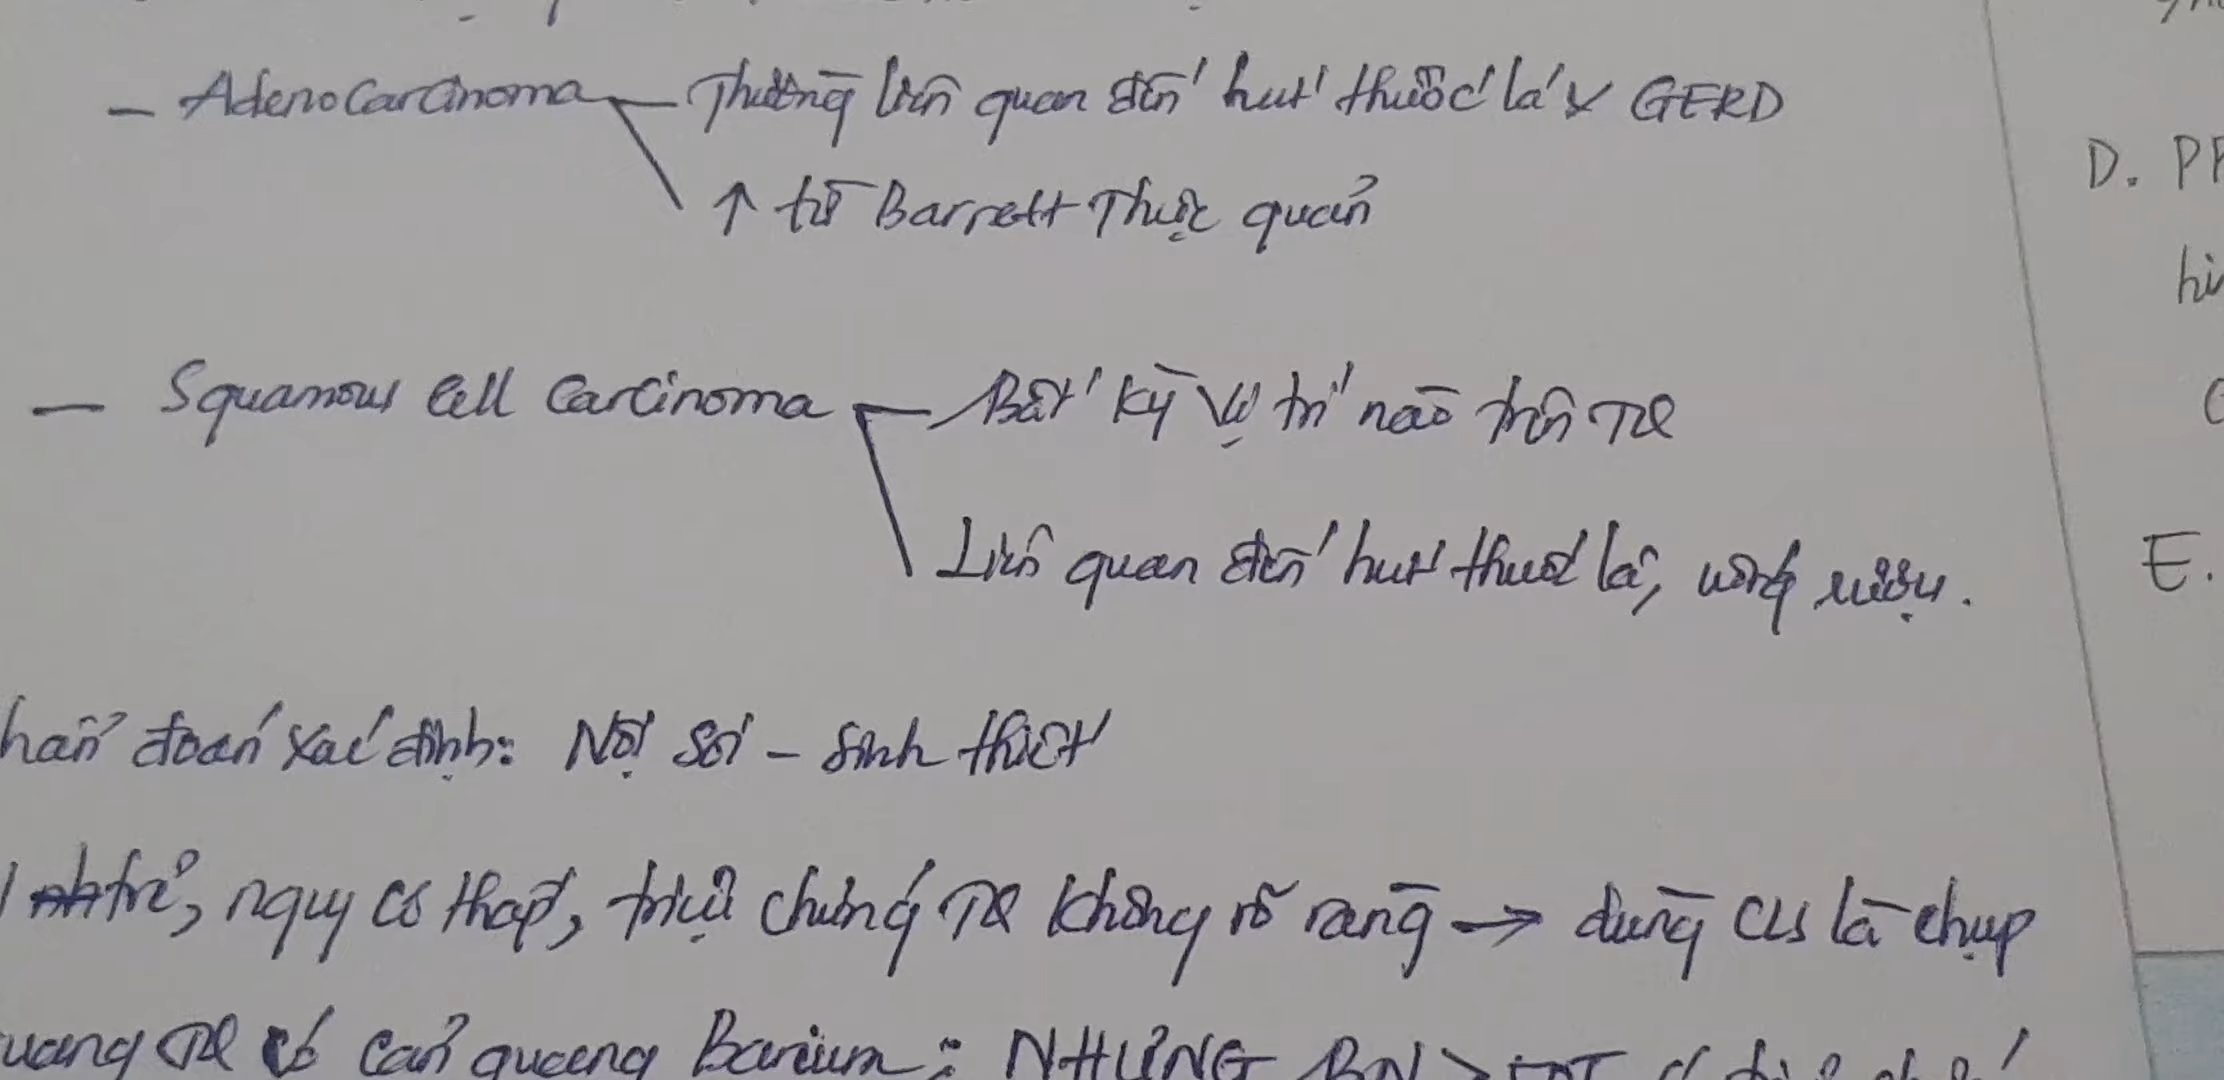 - Adenocarcinoma - Thường liên quan đến hút thuốc lá & GERD
↑ từ Barrett Thực quản
- Squamous Cell Carcinoma - Bất kỳ vị trí nào trên TQ
Liên quan đến hút thuốc lá, uống rượu.
hẩn đoán xác định: Nội soi - sinh thiết
trẻ, nguy cơ thấp, triệu chứng TQ không rõ ràng → dùng CLS là chụp
uang TQ có cản quang Barium; NHƯNG BN >
D. PP
E.